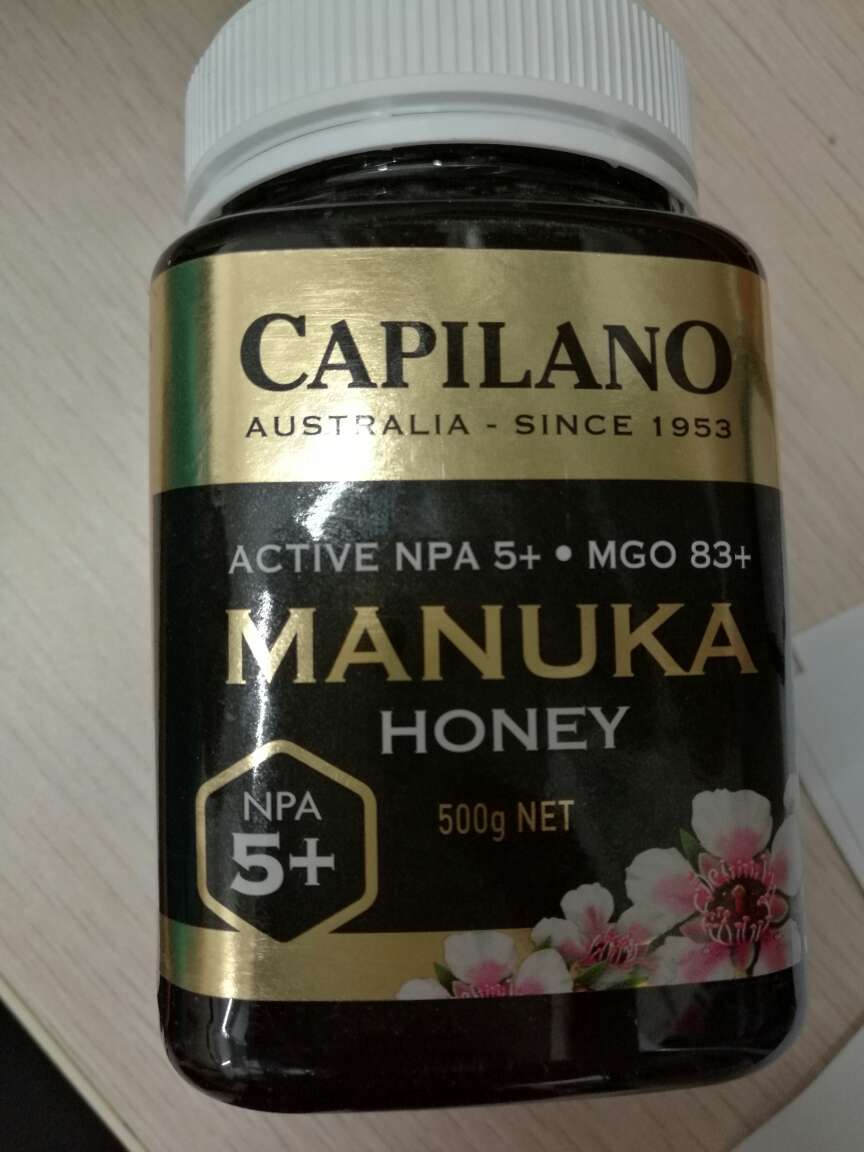 CAPILANO
AUSTRALIA - SINCE 1953
ACTIVE NPA 5+ • MGO 83+
MANUKA
HONEY
NPA
5+
500g NET